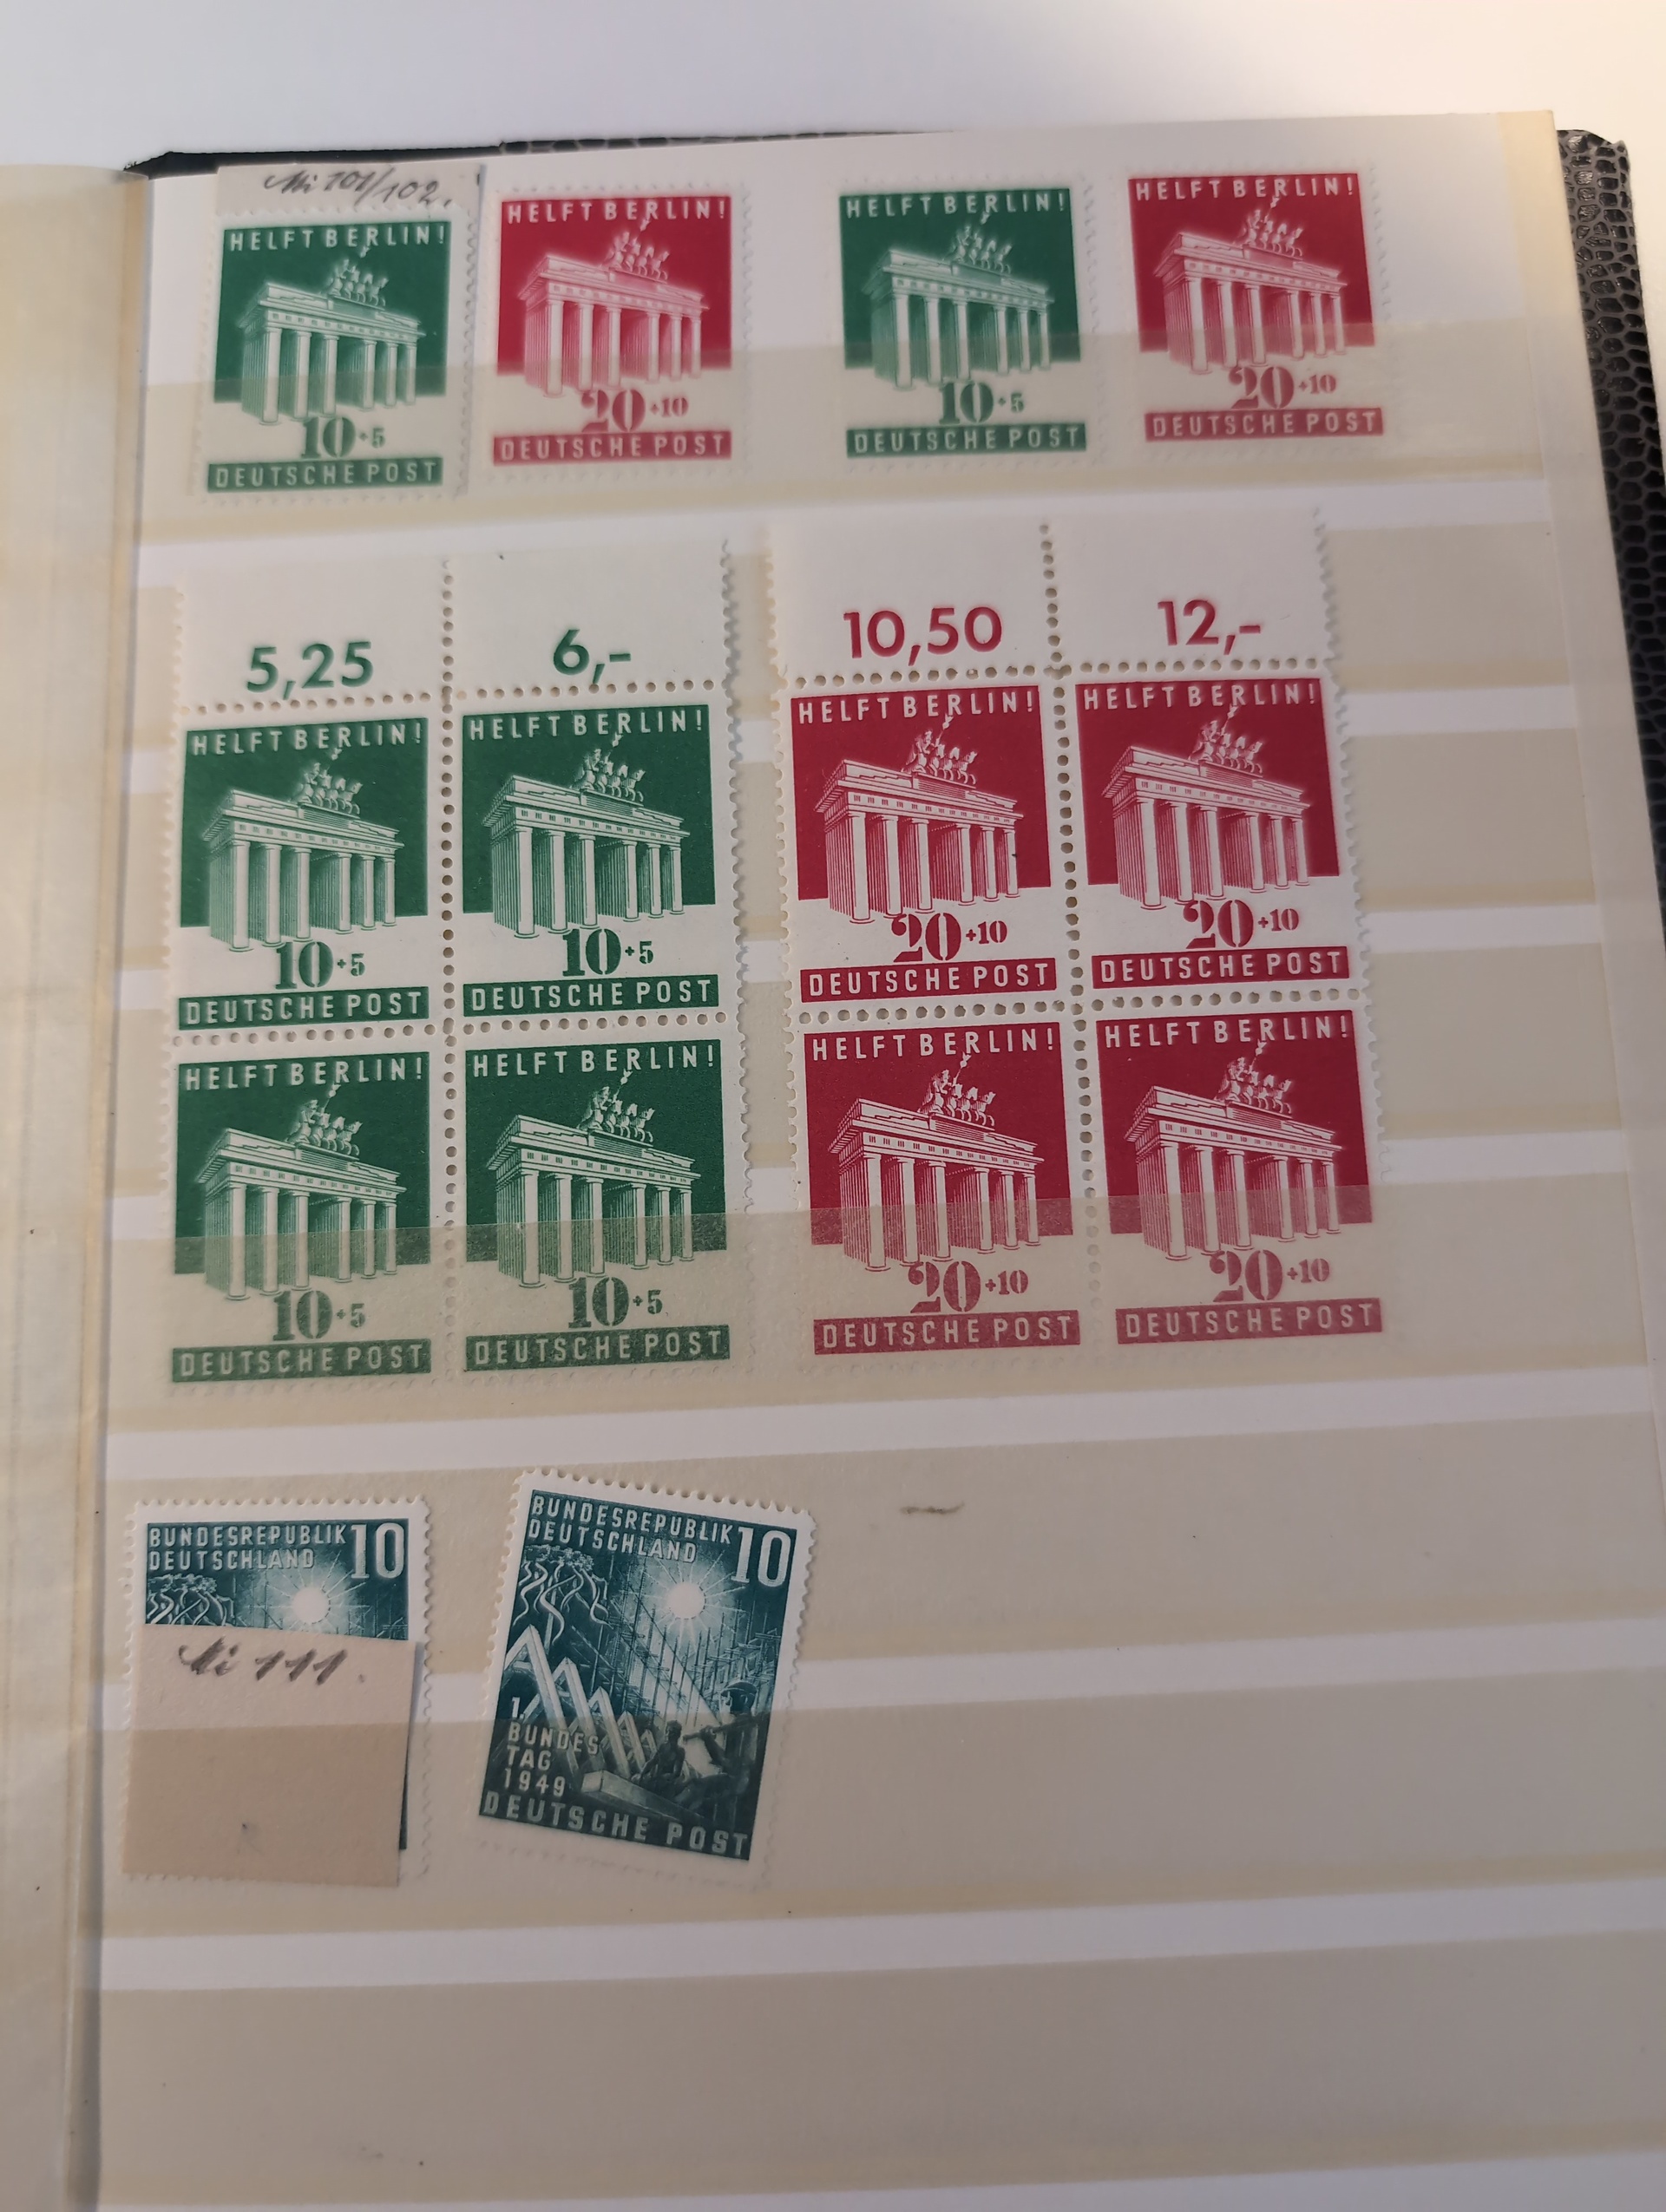 Mi 101/102.
HELFT BERLIN!
10+5
DEUTSCHE POST
HELFT BERLIN!
20+10
DEUTSCHE POST
HELFT BERLIN!
10+5
DEUTSCHE POST
HELFT BERLIN!
20+10
DEUTSCHE POST
5,25
6,-
HELFT BERLIN!
10+5
DEUTSCHE POST
HELFT BERLIN!
10+5
DEUTSCHE POST
HELFT BERLIN!
10+5
DEUTSCHE POST
HELFT BERLIN!
10+5
DEUTSCHE POST
10,50
12,-
HELFT BERLIN!
20+10
DEUTSCHE POST
HELFT BERLIN!
20+10
DEUTSCHE POST
HELFT BERLIN!
20+10
DEUTSCHE POST
HELFT BERLIN!
20+10
DEUTSCHE POST
BUNDESREPUBLIK 10
DEUTSCHLAND
Mi 111.
BUNDESREPUBLIK 10
DEUTSCHLAND
1.
BUNDES
TAG
1949
DEUTSCHE POST